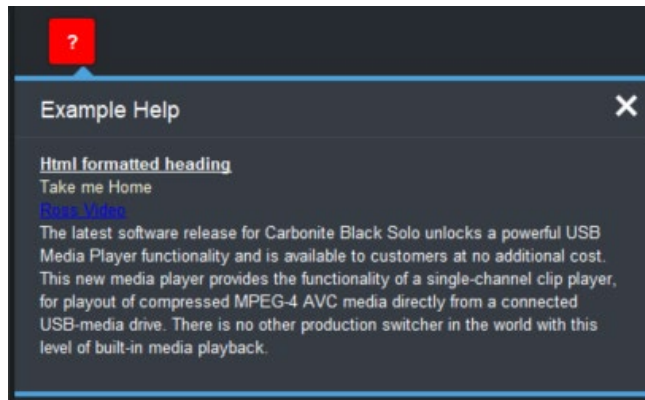 ?
Example Help
Html formatted heading
Take me Home
Ross Video
The latest software release for Carbonite Black Solo unlocks a powerful USB
Media Player functionality and is available to customers at no additional cost.
This new media player provides the functionality of a single-channel clip player,
for playout of compressed MPEG-4 AVC media directly from a connected
USB-media drive. There is no other production switcher in the world with this
level of built-in media playback.